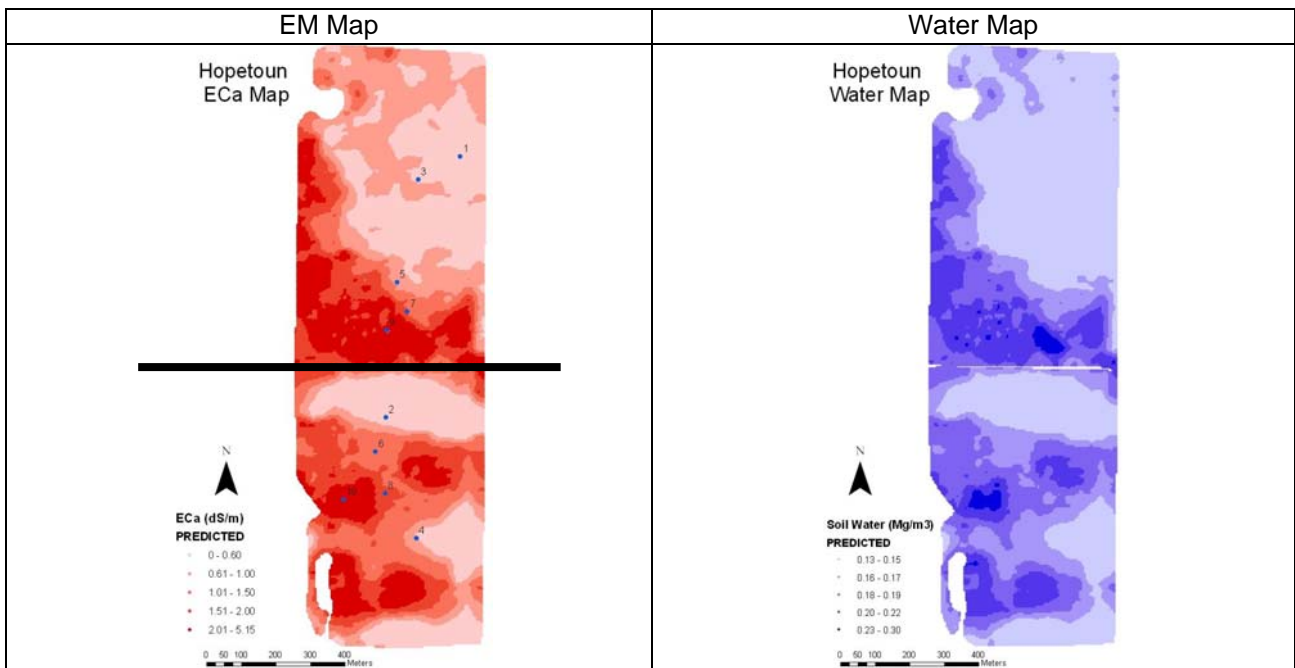 EM Map
Water Map
Hopetoun
ECa Map
1
3
5
7
2
6
8
10
4
N
ECa (dS/m)
PREDICTED
0 - 0.60
0.61 - 1.00
1.01 - 1.50
1.51 - 2.00
2.01 - 5.15
0 50 100 200 300 400
Meters
Hopetoun
Water Map
N
Soil Water (Mg/m3)
PREDICTED
0.13 - 0.15
0.16 - 0.17
0.18 - 0.19
0.20 - 0.22
0.23 - 0.30
0 50 100 200 300 400
Meters